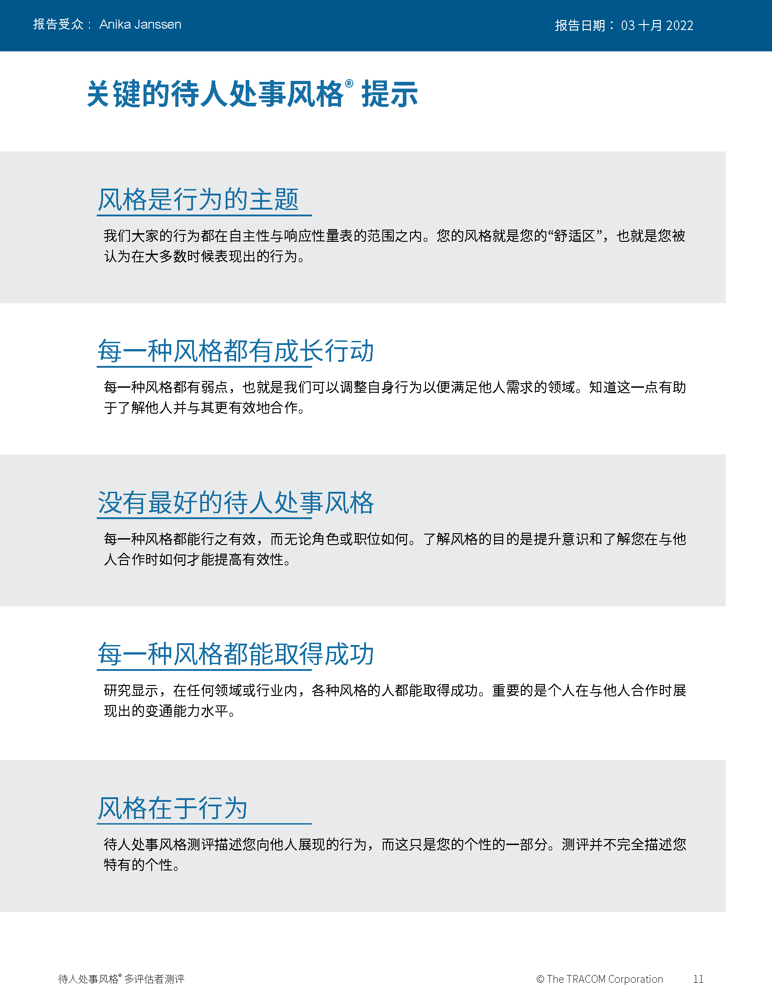 报告受众： Anika Janssen
报告日期： 03 十月 2022
关键的待人处事风格® 提示
风格是行为的主题
我们大家的行为都在自主性与响应性量表的范围之内。您的风格就是您的“舒适区”，也就是您被
认为在大多数时候表现出的行为。
每一种风格都有成长行动
每一种风格都有弱点，也就是我们可以调整自身行为以便满足他人需求的领域。知道这一点有助
于了解他人并与其更有效地合作。
没有最好的待人处事风格
每一种风格都能行之有效，而无论角色或职位如何。了解风格的目的是提升意识和了解您在与他
人合作时如何才能提高有效性。
每一种风格都能取得成功
研究显示，在任何领域或行业内，各种风格的人都能取得成功。重要的是个人在与他人合作时展
现出的变通能力水平。
风格在于行为
待人处事风格测评描述您向他人展现的行为，而这只是您的个性的一部分。测评并不完全描述您
特有的个性。
待人处事风格® 多评估者测评
© The TRACOM Corporation 11